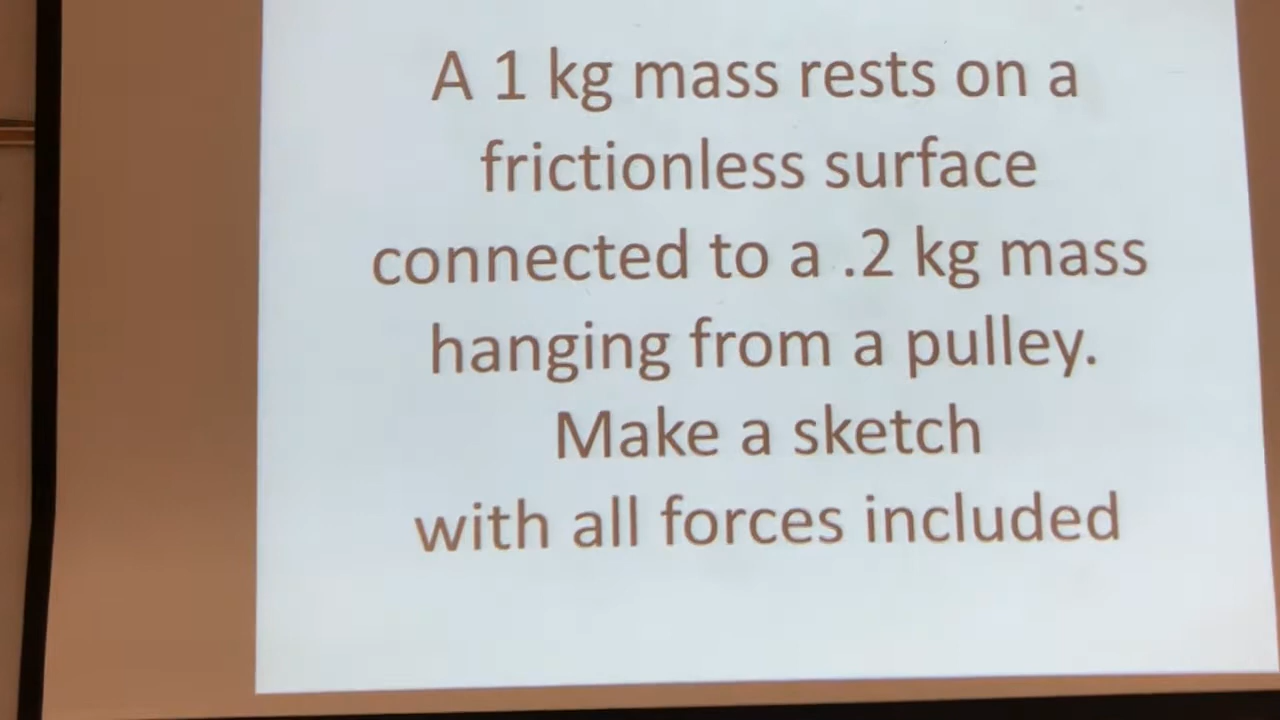 A 1 kg mass rests on a
frictionless surface
connected to a .2 kg mass
hanging from a pulley.
Make a sketch
with all forces included